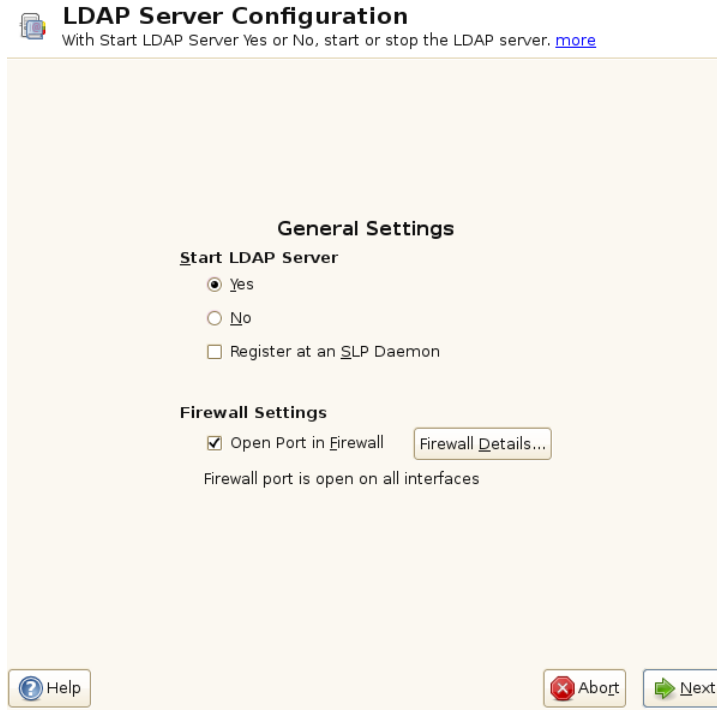 LDAP Server Configuration
With Start LDAP Server Yes or No, start or stop the LDAP server. more
General Settings
Start LDAP Server
Yes
No
Register at an SLP Daemon
Firewall Settings
Open Port in Firewall Firewall Details...
Firewall port is open on all interfaces
Help Abort Next